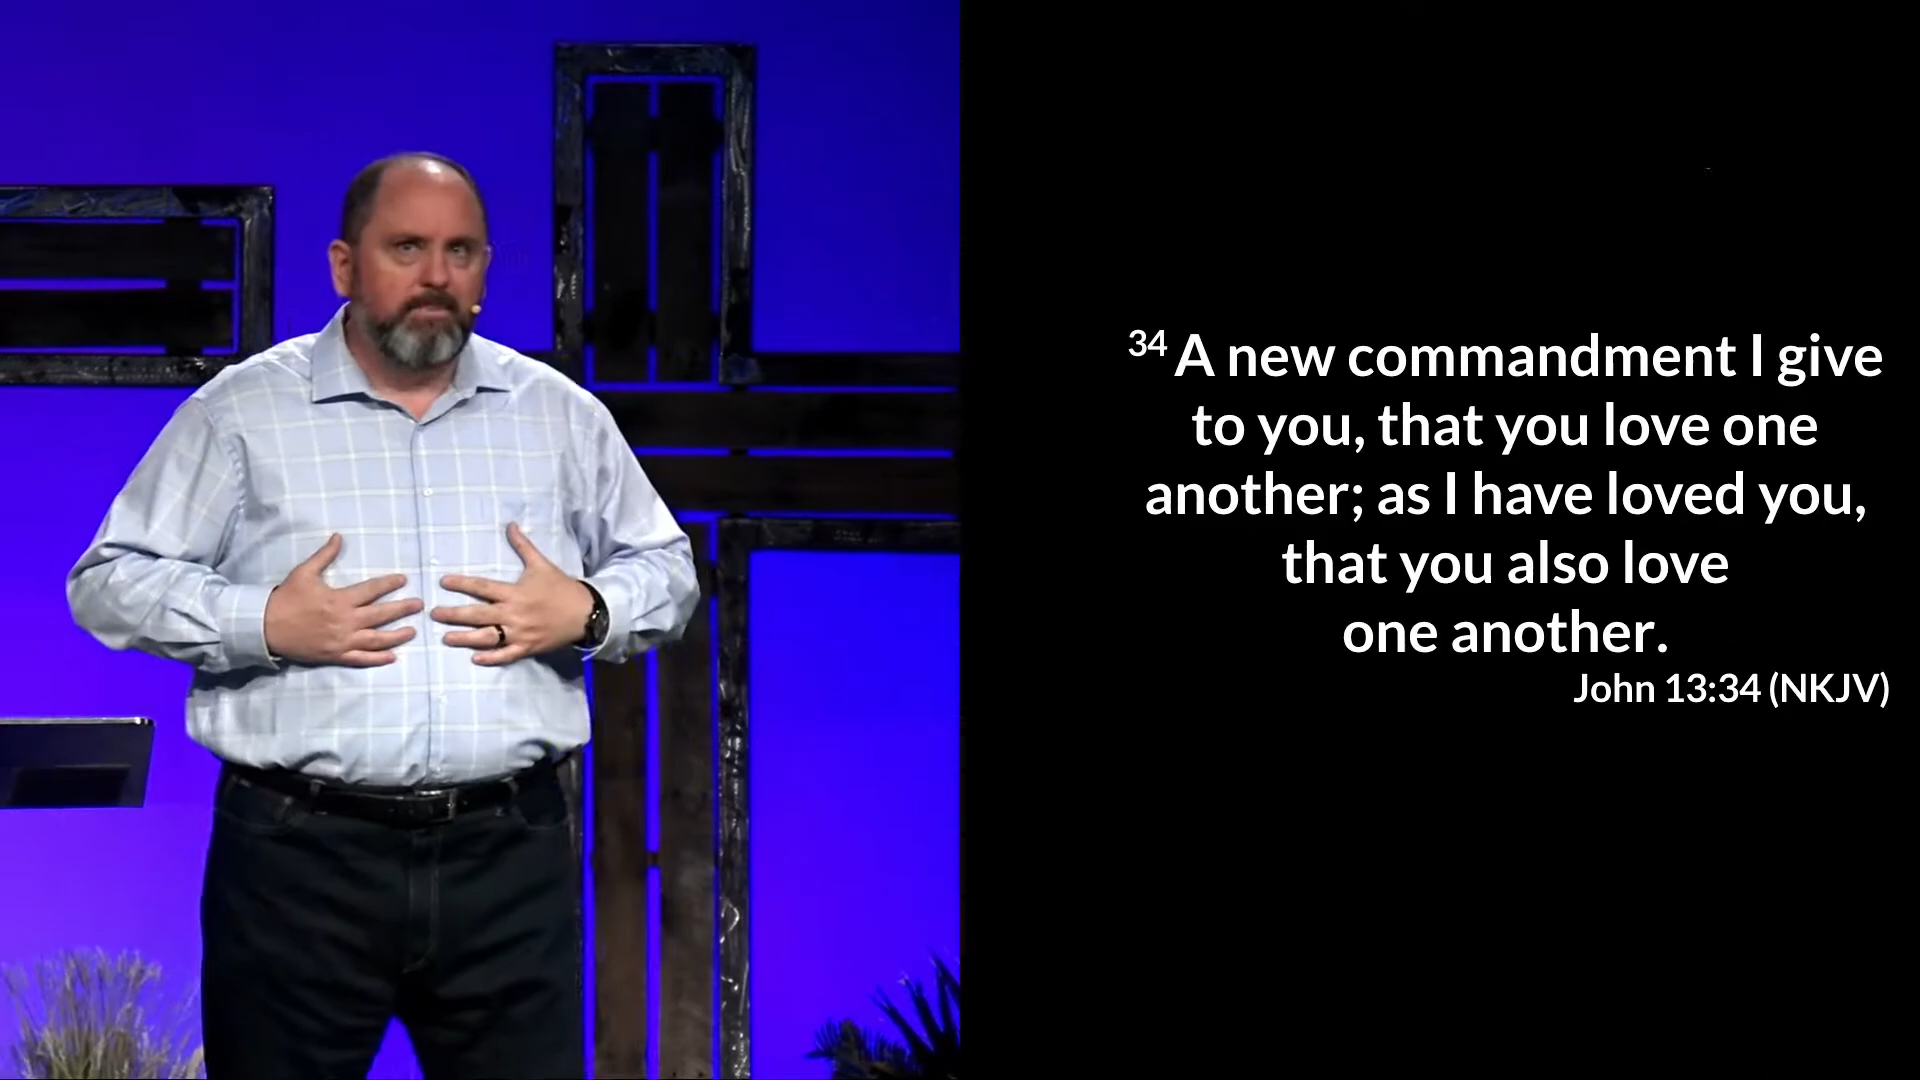 34 A new commandment I give
to you, that you love one
another; as I have loved you,
that you also love
one another.
John 13:34 (NKJV)